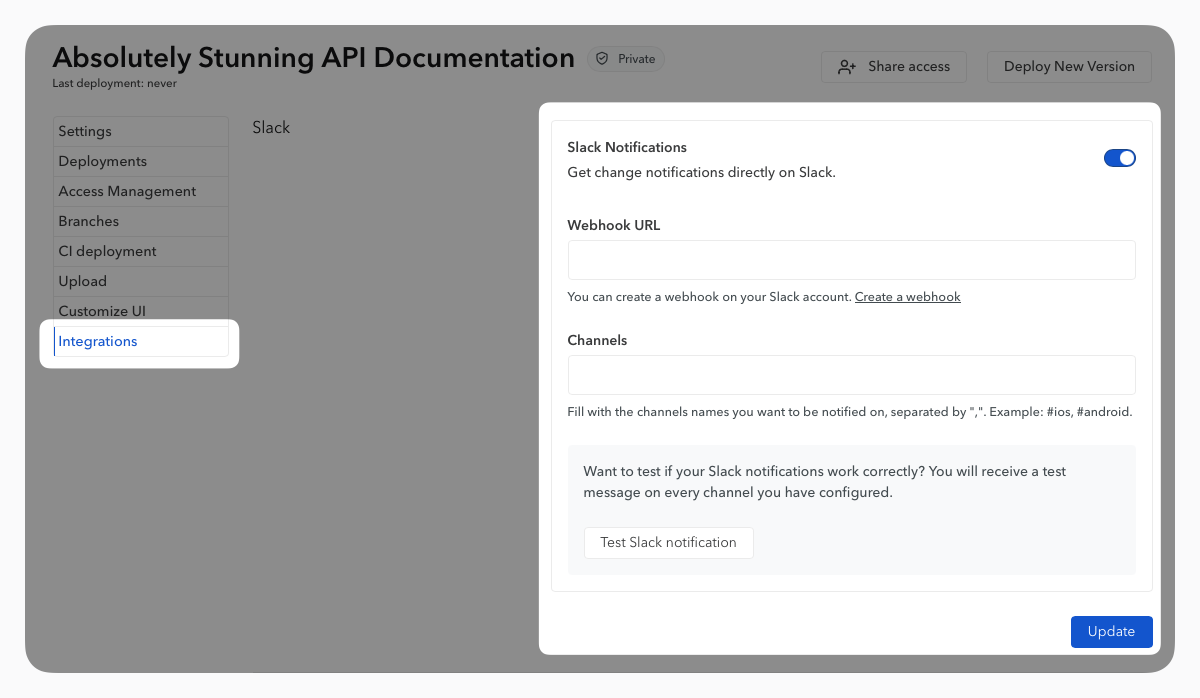 Absolutely Stunning API Documentation
Private
Last deployment: never
Share access
Deploy New Version
Settings
Deployments
Access Management
Branches
CI deployment
Upload
Customize UI
Integrations
Slack
Slack Notifications
Get change notifications directly on Slack.
Webhook URL
You can create a webhook on your Slack account. Create a webhook
Channels
Fill with the channels names you want to be notified on, separated by ",". Example: #ios, #android.
Want to test if your Slack notifications work correctly? You will receive a test
message on every channel you have configured.
Test Slack notification
Update